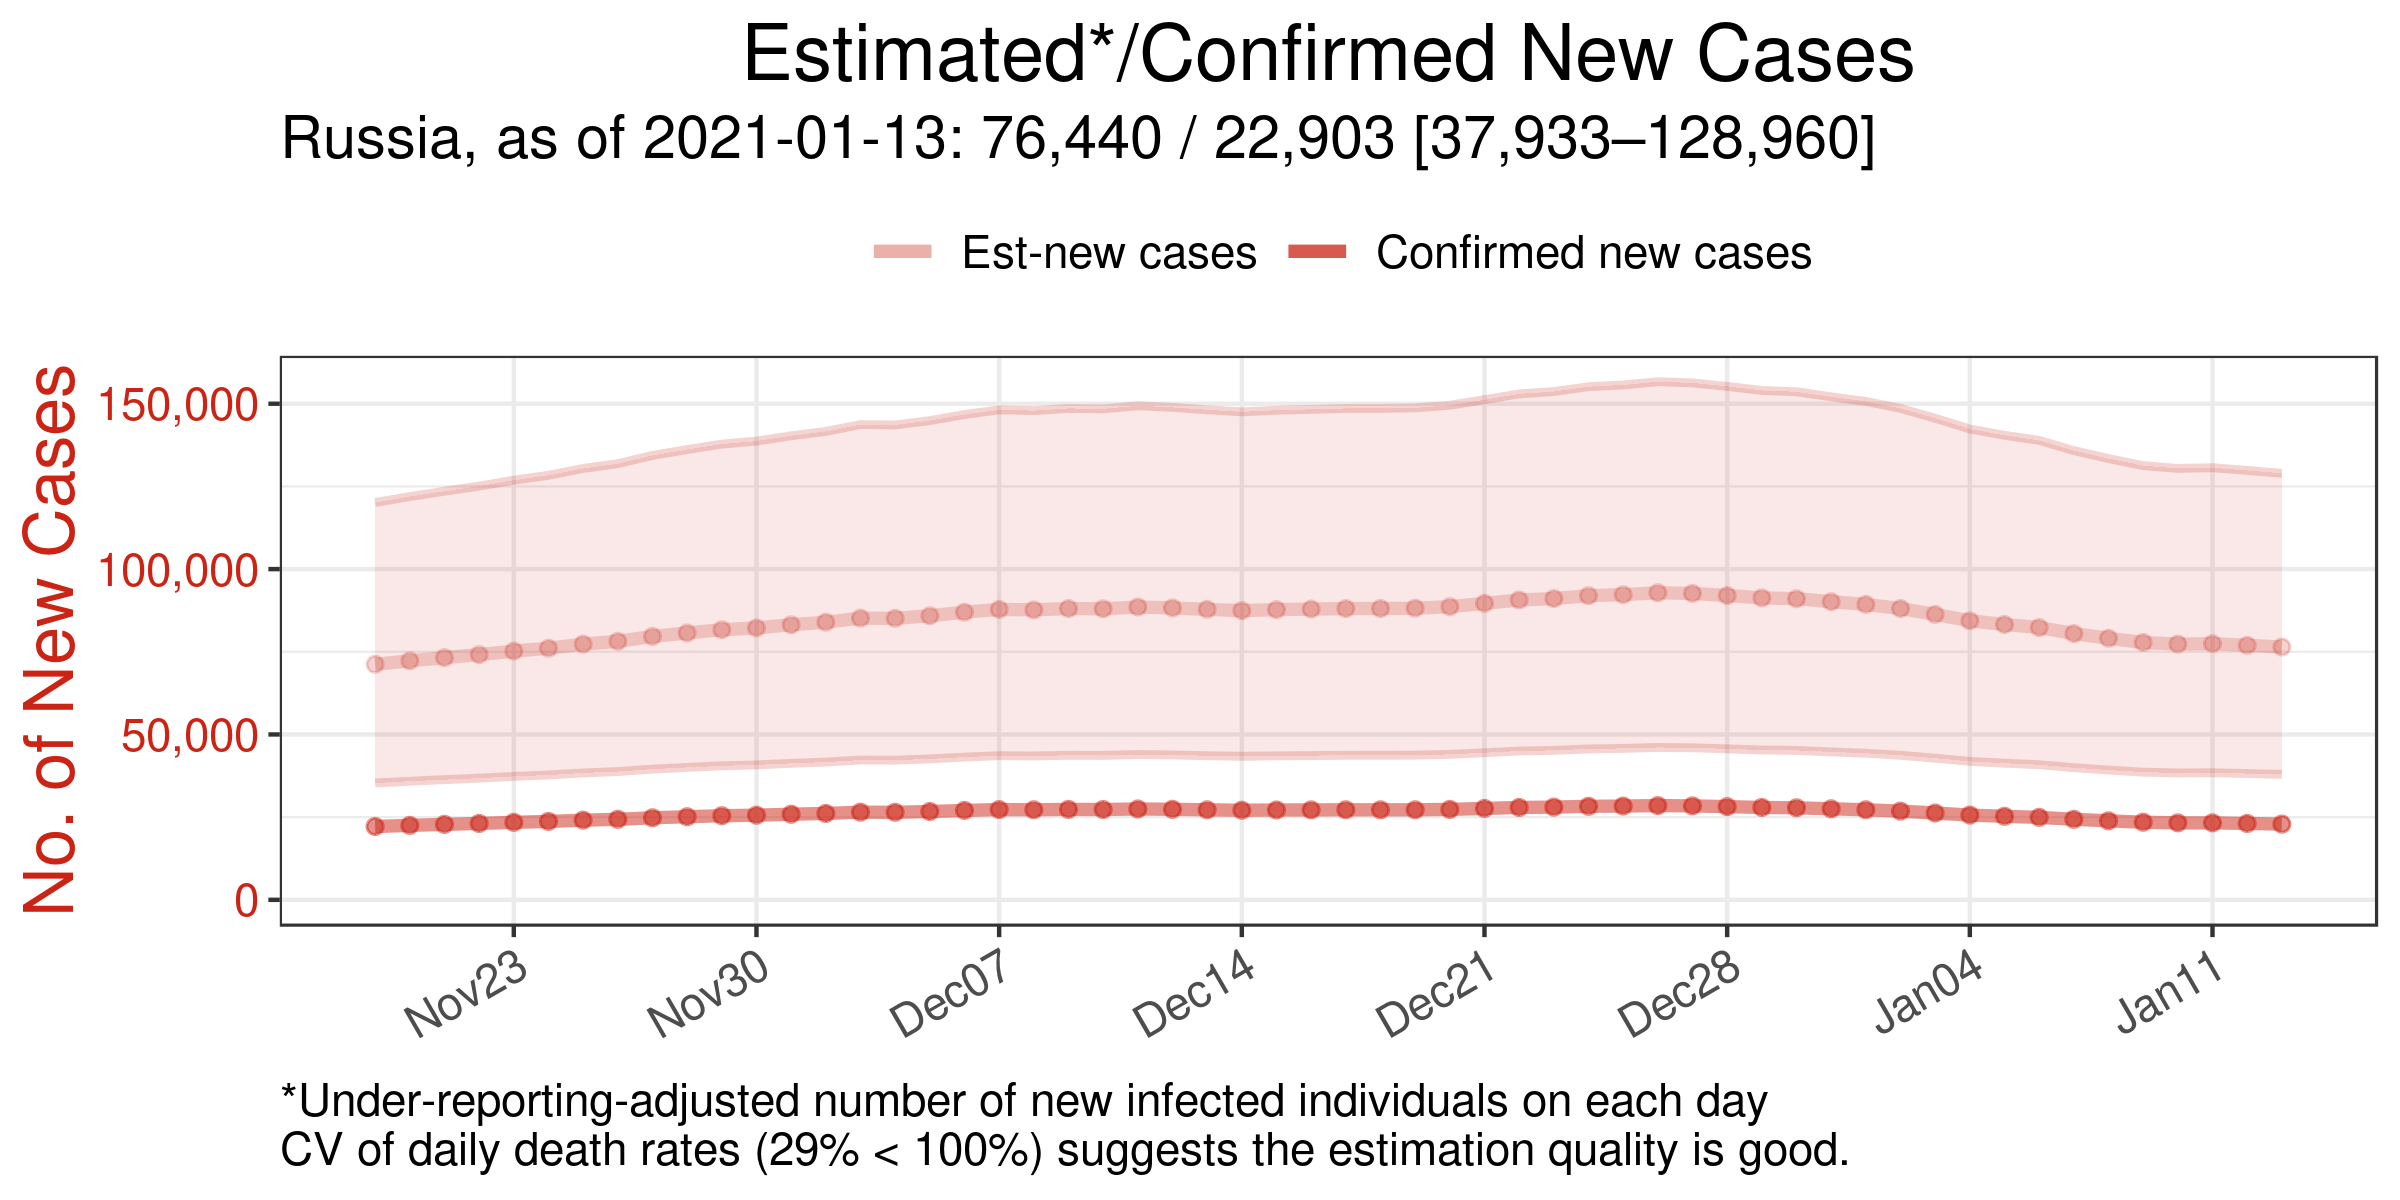 Estimated*/Confirmed New Cases
Russia, as of 2021-01-13: 76,440 / 22,903 [37,933–128,960]
Est-new cases
Confirmed new cases
No. of New Cases
150,000
100,000
50,000
0
Nov23
Nov30
Dec07
Dec14
Dec21
Dec28
Jan04
Jan11
*Under-reporting-adjusted number of new infected individuals on each day
CV of daily death rates (29% < 100%) suggests the estimation quality is good.